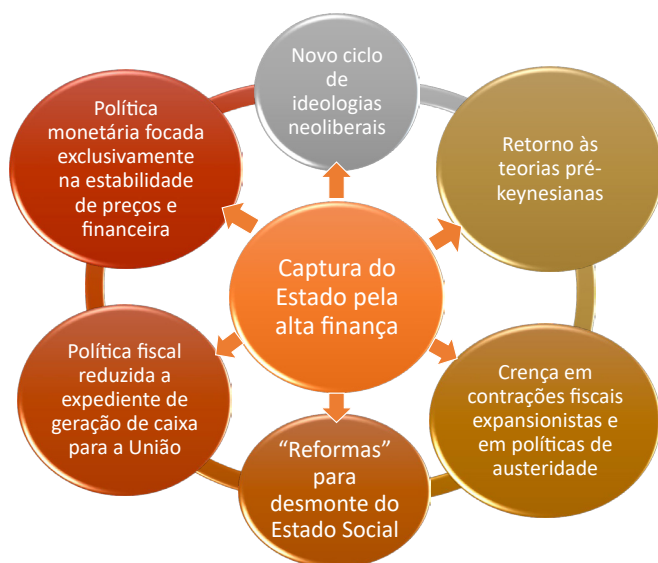 Novo ciclo
de
ideologias
neoliberais
Retorno às
teorias pré-
keynesianas
Crença em
contrações fiscais
expansionistas e
em políticas de
austeridade
“Reformas”
para
desmonte do
Estado Social
Política fiscal
reduzida a
expediente de
geração de caixa
para a União
Política
monetária focada
exclusivamente
na estabilidade
de preços e
financeira
Captura do
Estado pela
alta finança